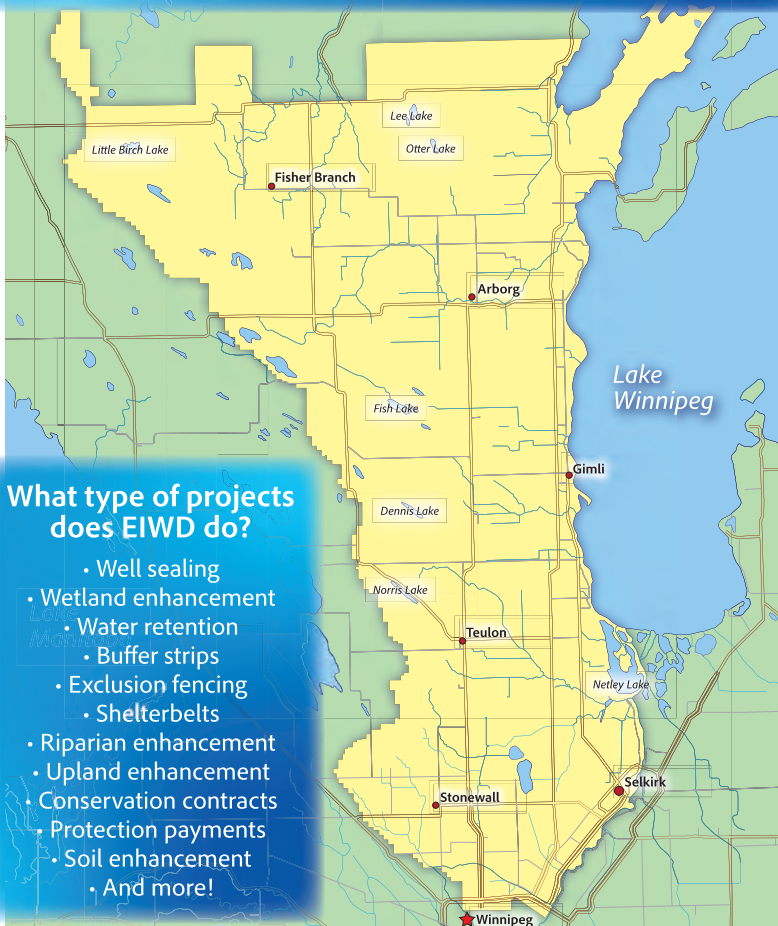 Lee Lake
Otter Lake
Little Birch Lake
Fisher Branch
Arborg
Lake
Winnipeg
Fish Lake
Gimli
What type of projects
does EIWD do?
Dennis Lake
• Well sealing
• Wetland enhancement
• Water retention
• Buffer strips
• Exclusion fencing
• Shelterbelts
• Riparian enhancement
• Upland enhancement
• Conservation contracts
• Protection payments
• Soil enhancement
• And more!
Lake
Manitoba
Norris Lake
Teulon
Netley Lake
Selkirk
Stonewall
Winnipeg